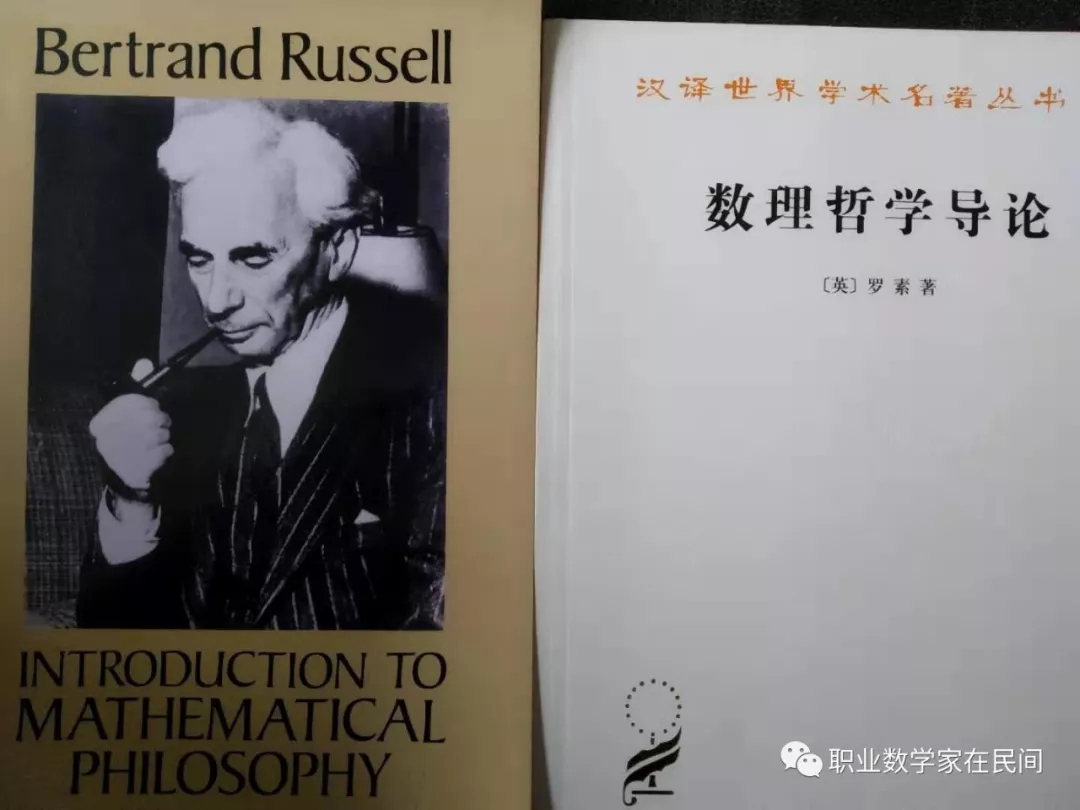 Bertrand Russell
INTRODUCTION TO
MATHEMATICAL
PHILOSOPHY
汉译世界学术名著丛书
数理哲学导论
〔英〕罗素著
职业数学家在民间